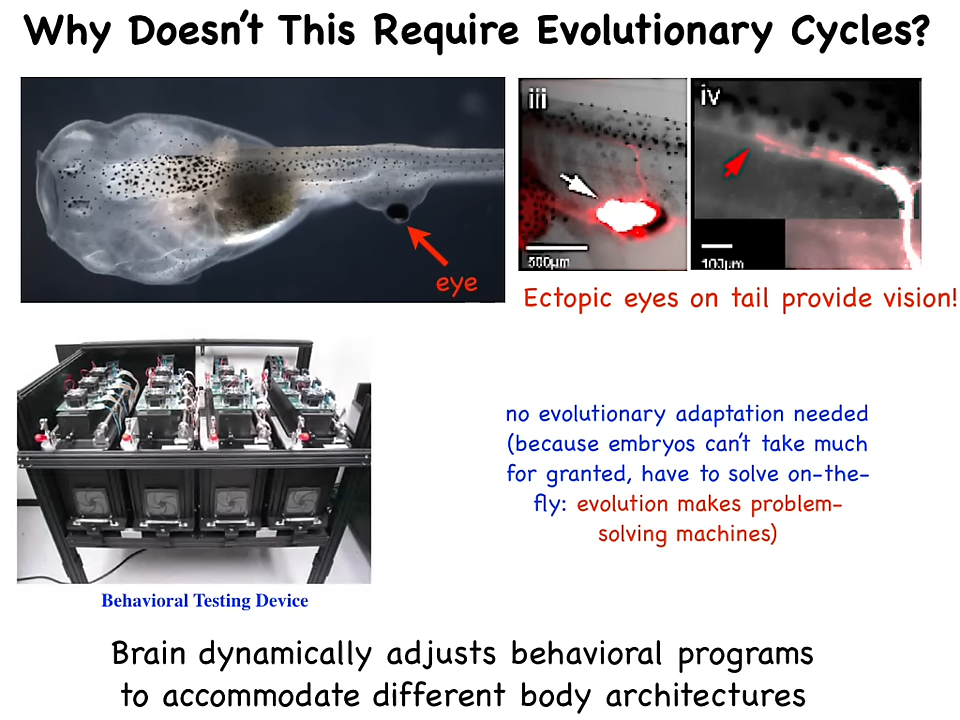 Why Doesn't This Require Evolutionary Cycles?
iii
iv
eye
500µm
100µm
Ectopic eyes on tail provide vision!
no evolutionary adaptation needed
(because embryos can't take much
for granted, have to solve on-the-
fly: evolution makes problem-
solving machines)
Behavioral Testing Device
Brain dynamically adjusts behavioral programs
to accommodate different body architectures